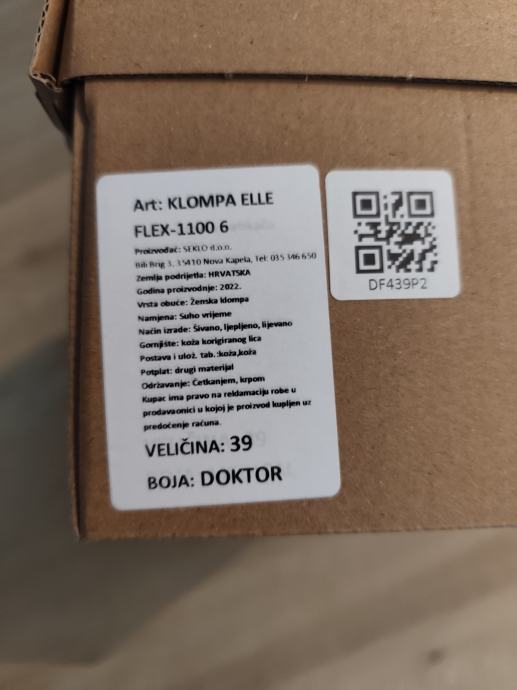 Art: KLOMPA ELLE
FLEX-1100 6
Proizvođač: SEKLO d.o.o.
Bili Brig 3, 35410 Nova Kapela, Tel: 035 346 650
Zemlja podrijetla: HRVATSKA
Godina proizvodnje: 2022.
Vrsta obuće: Ženska klompa
Namjena: Suho vrijeme
Način izrade: Šivano, ljepljeno, lijevano
Gornjište: koža korigiranog lica
Postava i ulož. tab.:koža,koža
Potplat: drugi materijal
Održavanje: Četkanjem, krpom
Kupac ima pravo na reklamaciju robe u
prodavaonici u kojoj je proizvod kupljen uz
predočenje računa.
VELIČINA: 39
BOJA: DOKTOR
DF439P2